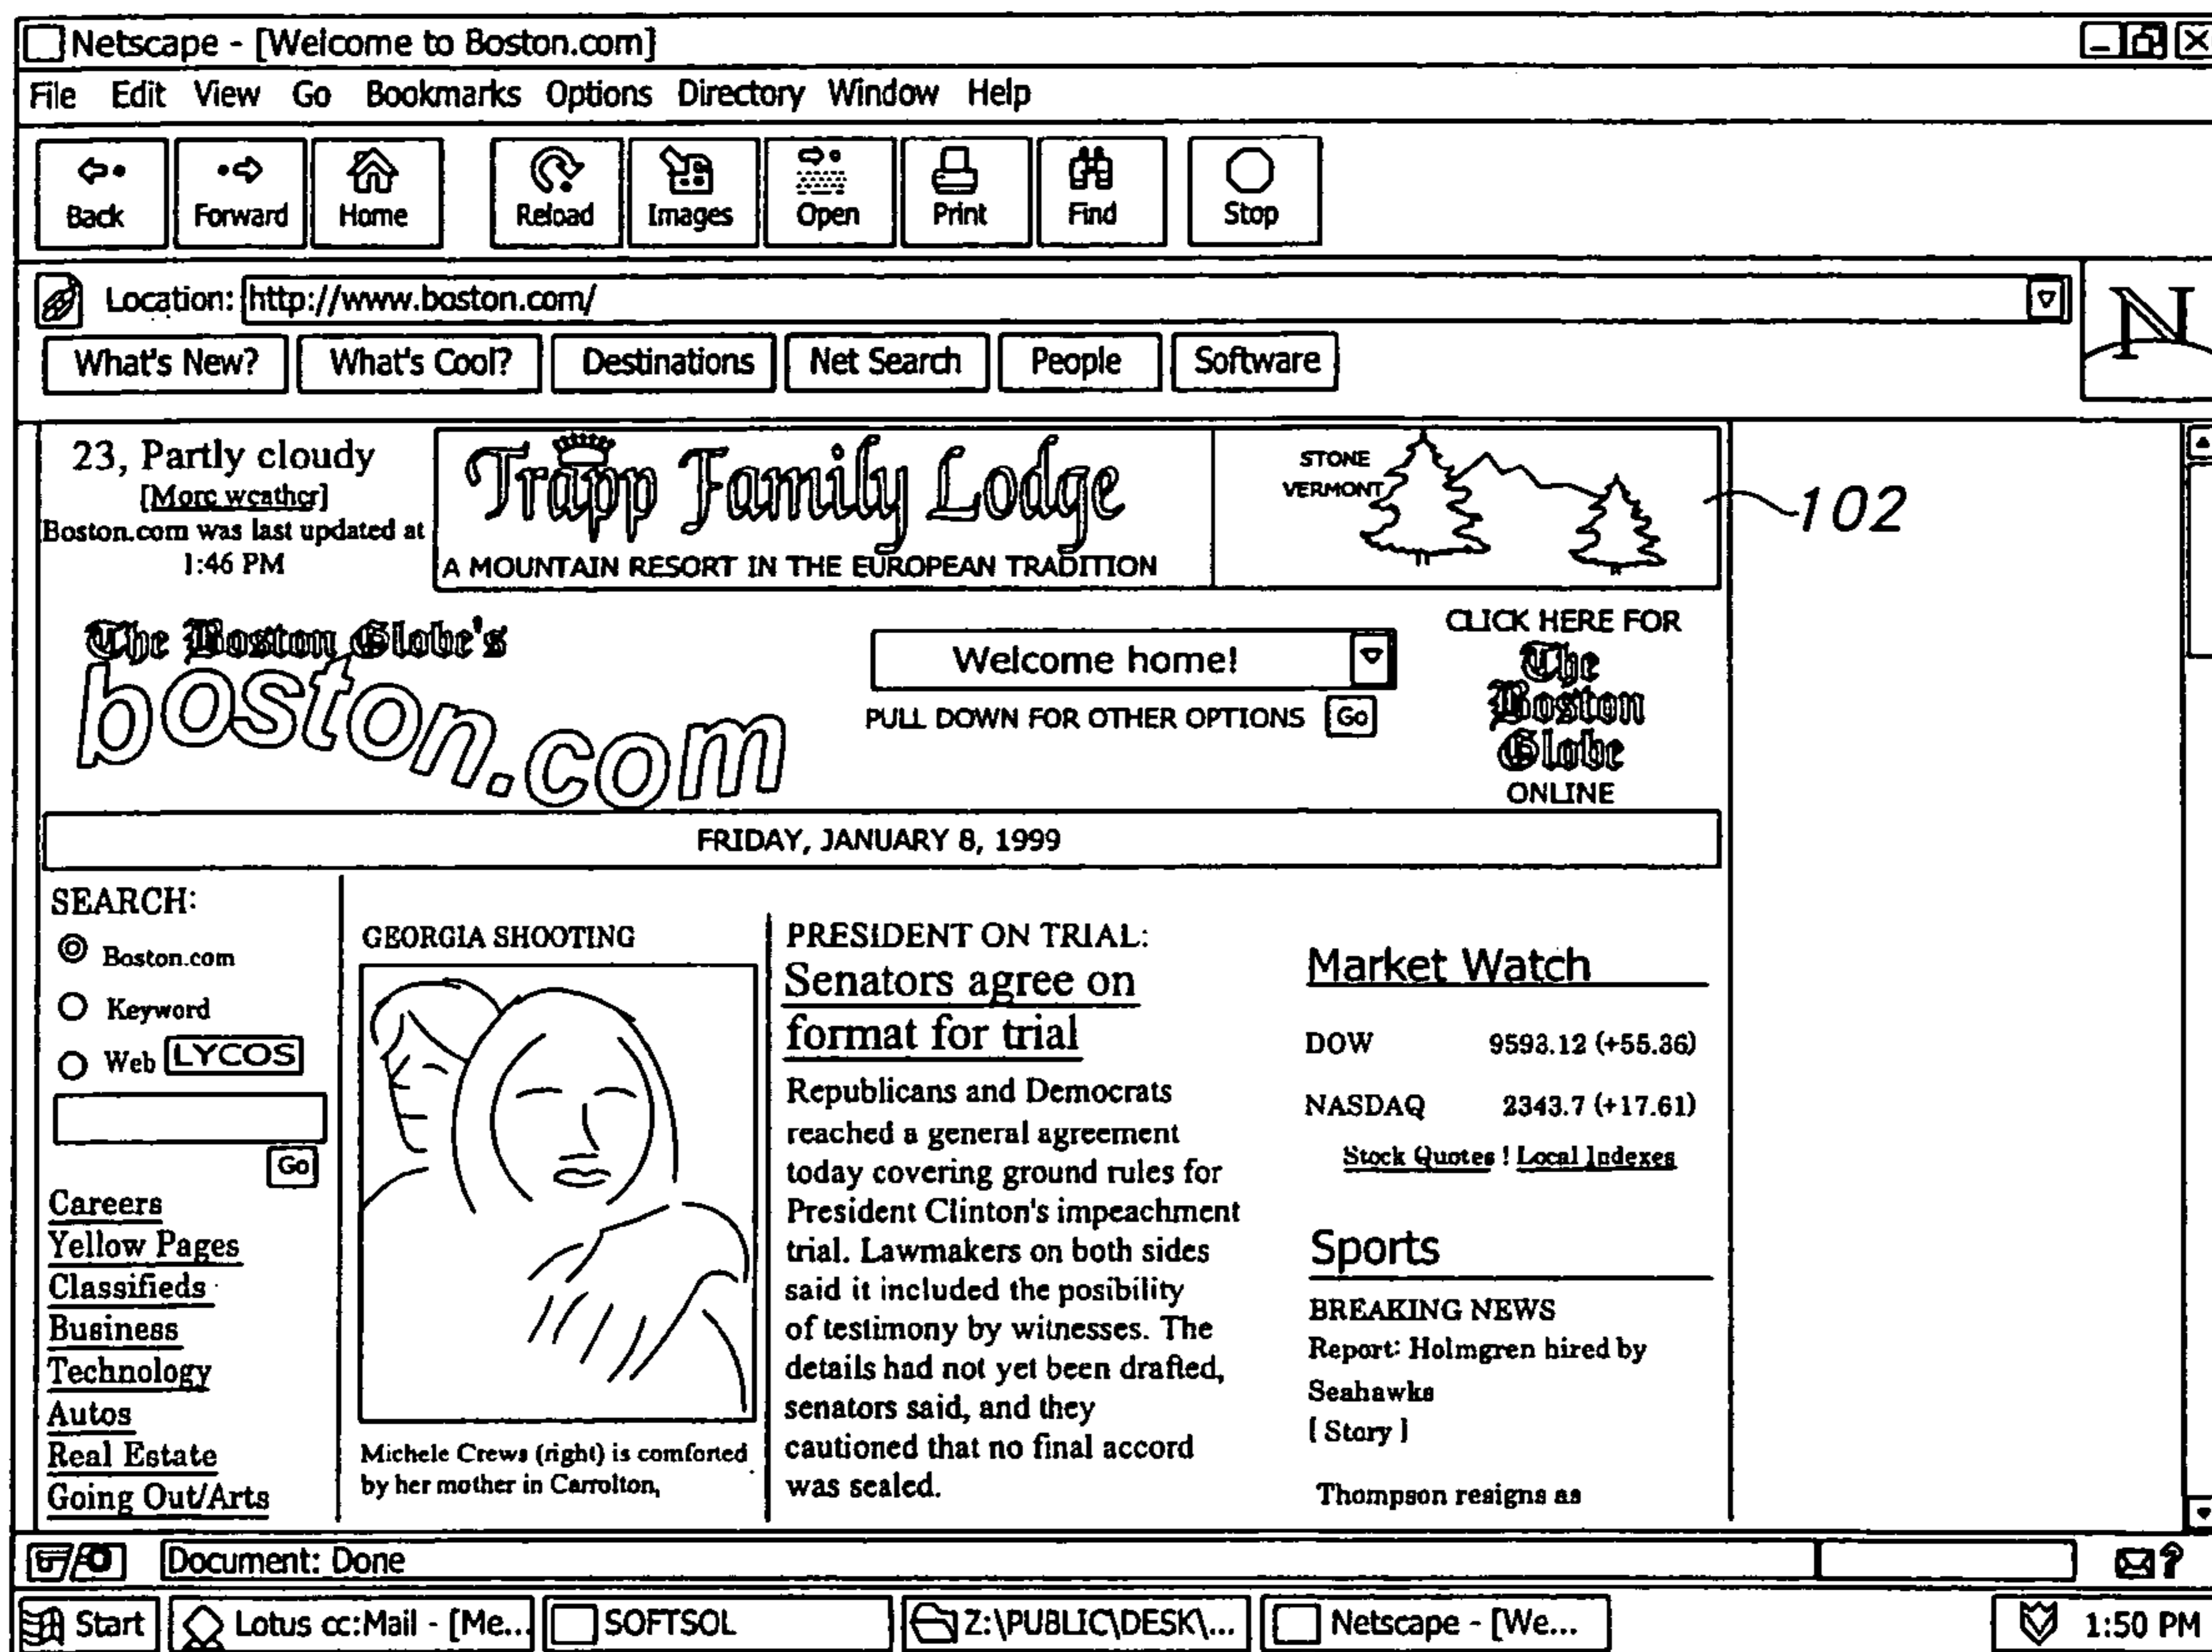 Netscape - [Welcome to Boston.com]
File Edit View Go Bookmarks Options Directory Window Help
Back Forward Home Reload Images Open Print Find Stop
Location: http://www.boston.com/
N
What's New? What's Cool? Destinations Net Search People Software
23, Partly cloudy
[More weather]
Boston.com was last updated at
1:46 PM
Trapp Family Lodge
A MOUNTAIN RESORT IN THE EUROPEAN TRADITION
STONE
VERMONT
102
The Boston Globe's
boston.com
Welcome home!
PULL DOWN FOR OTHER OPTIONS Go
CLICK HERE FOR
The
Boston
Globe
ONLINE
FRIDAY, JANUARY 8, 1999
SEARCH:
Boston.com
Keyword
Web LYCOS
Go
Careers
Yellow Pages
Classifieds
Business
Technology
Autos
Real Estate
Going Out/Arts
GEORGIA SHOOTING
Michele Crews (right) is comforted
by her mother in Carrolton,
PRESIDENT ON TRIAL:
Senators agree on
format for trial
Republicans and Democrats
reached a general agreement
today covering ground rules for
President Clinton's impeachment
trial. Lawmakers on both sides
said it included the posibility
of testimony by witnesses. The
details had not yet been drafted,
senators said, and they
cautioned that no final accord
was sealed.
Market Watch
DOW 9593.12 (+55.36)
NASDAQ 2343.7 (+17.61)
Stock Quotes ! Local Indexes
Sports
BREAKING NEWS
Report: Holmgren hired by
Seahawks
[ Story ]
Thompson resigns as
Document: Done
?
Start Lotus cc:Mail - [Me... SOFTSOL Z:\PUBLIC\DESK\... Netscape - [We... 1:50 PM